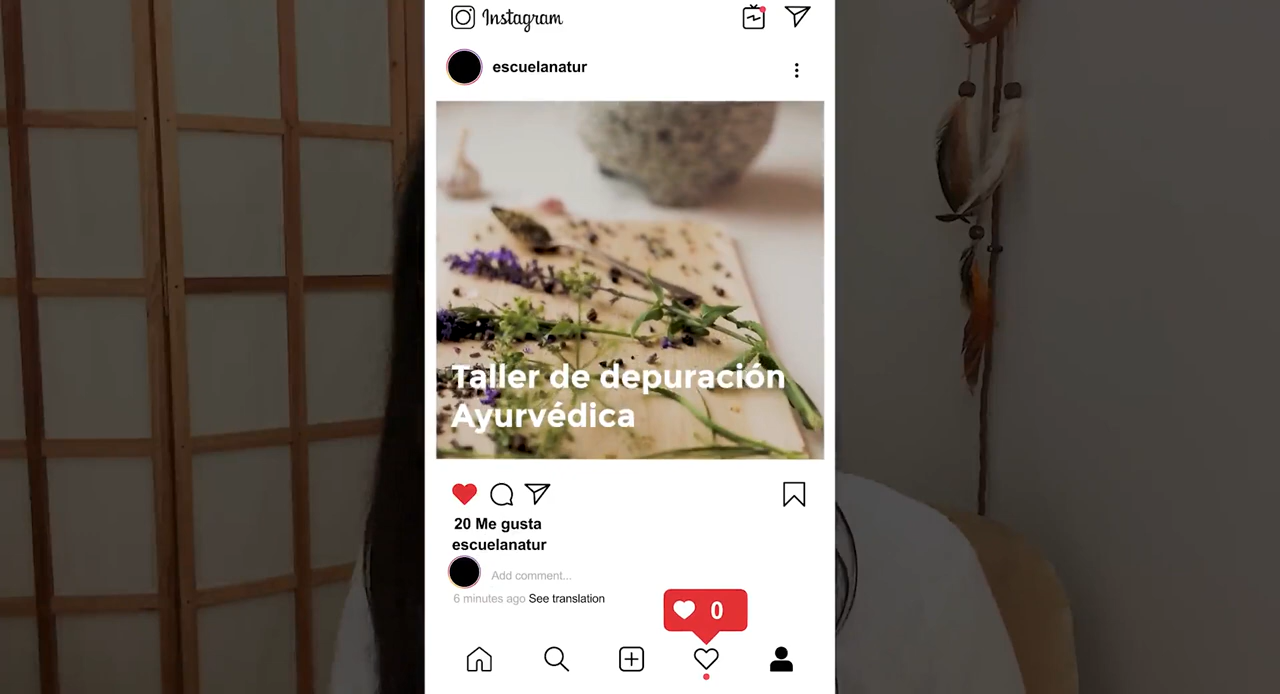 Instagram
escuelanatur
Taller de depuración
Ayurvédica
20 Me gusta
escuelanatur
Add comment...
6 minutes ago See translation
0